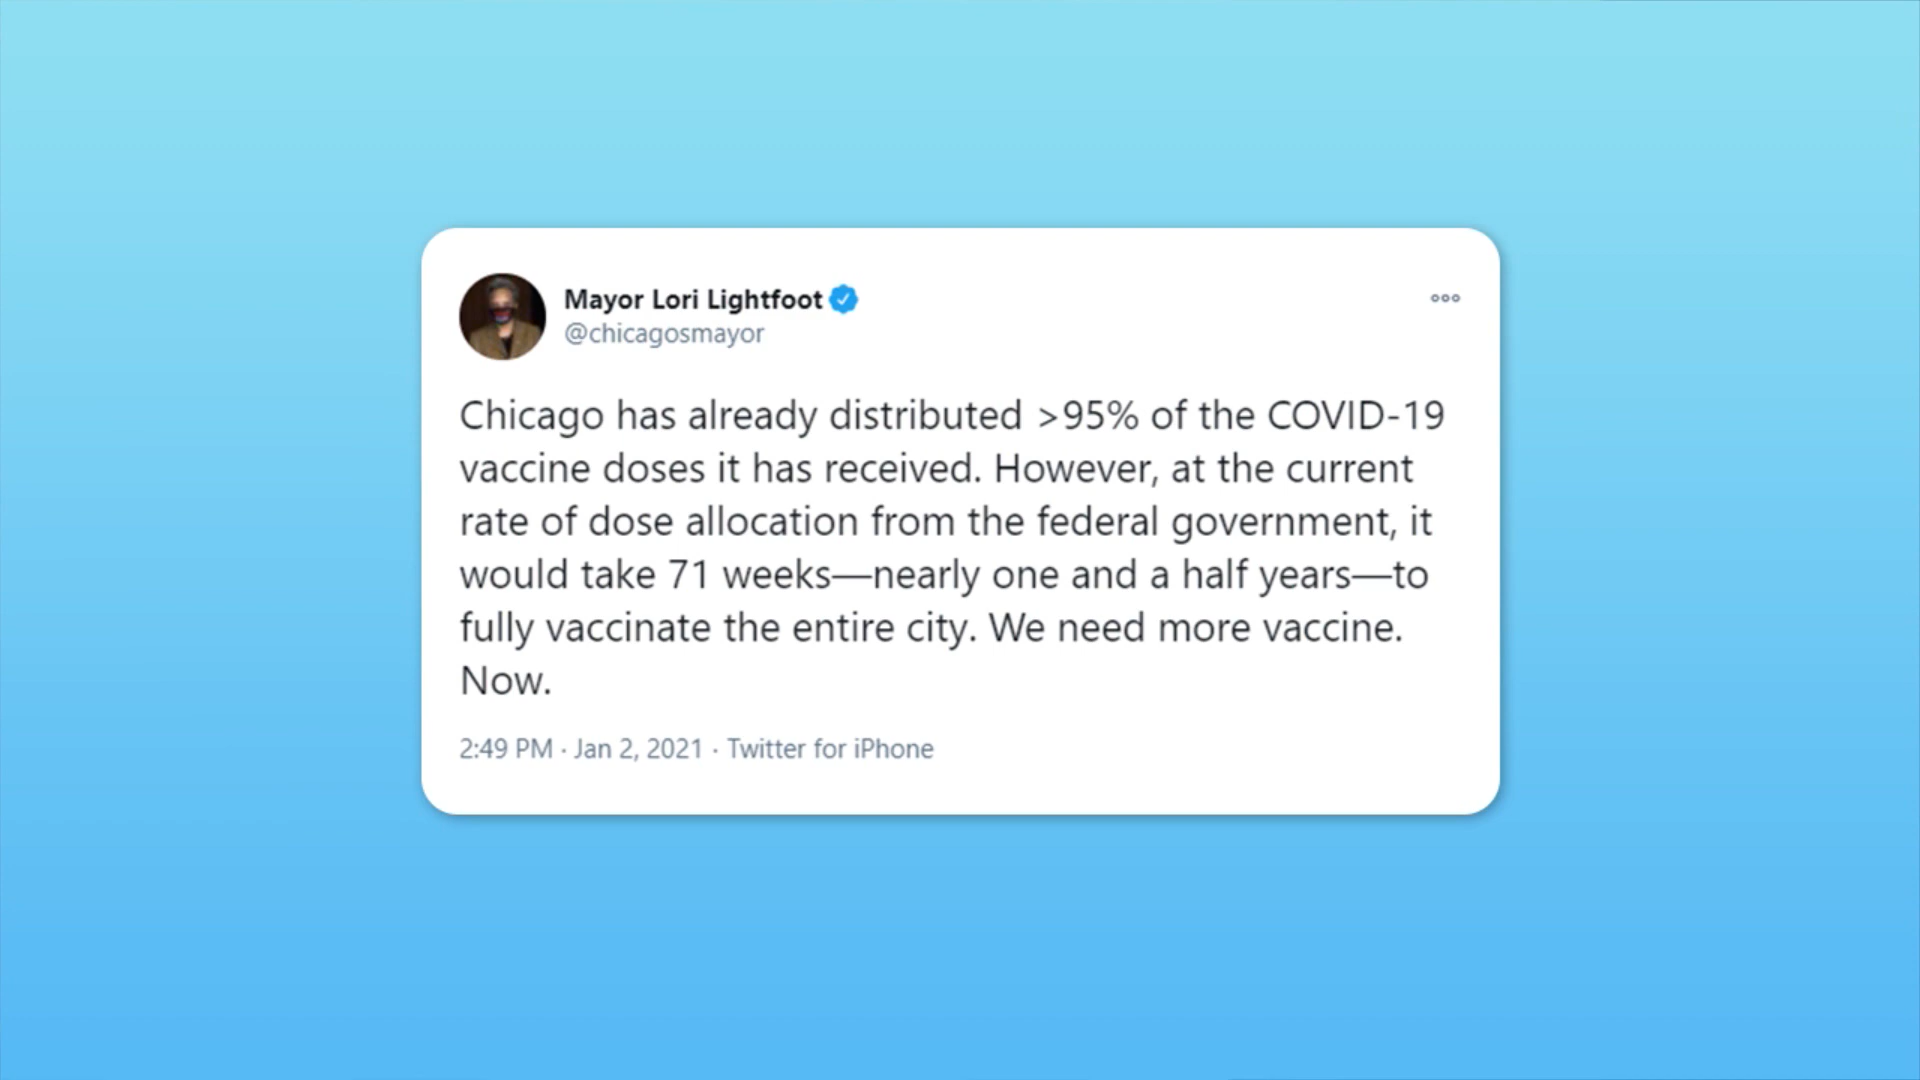 Mayor Lori Lightfoot
@chicagosmayor
Chicago has already distributed >95% of the COVID-19
vaccine doses it has received. However, at the current
rate of dose allocation from the federal government, it
would take 71 weeks—nearly one and a half years—to
fully vaccinate the entire city. We need more vaccine.
Now.
2:49 PM · Jan 2, 2021 · Twitter for iPhone